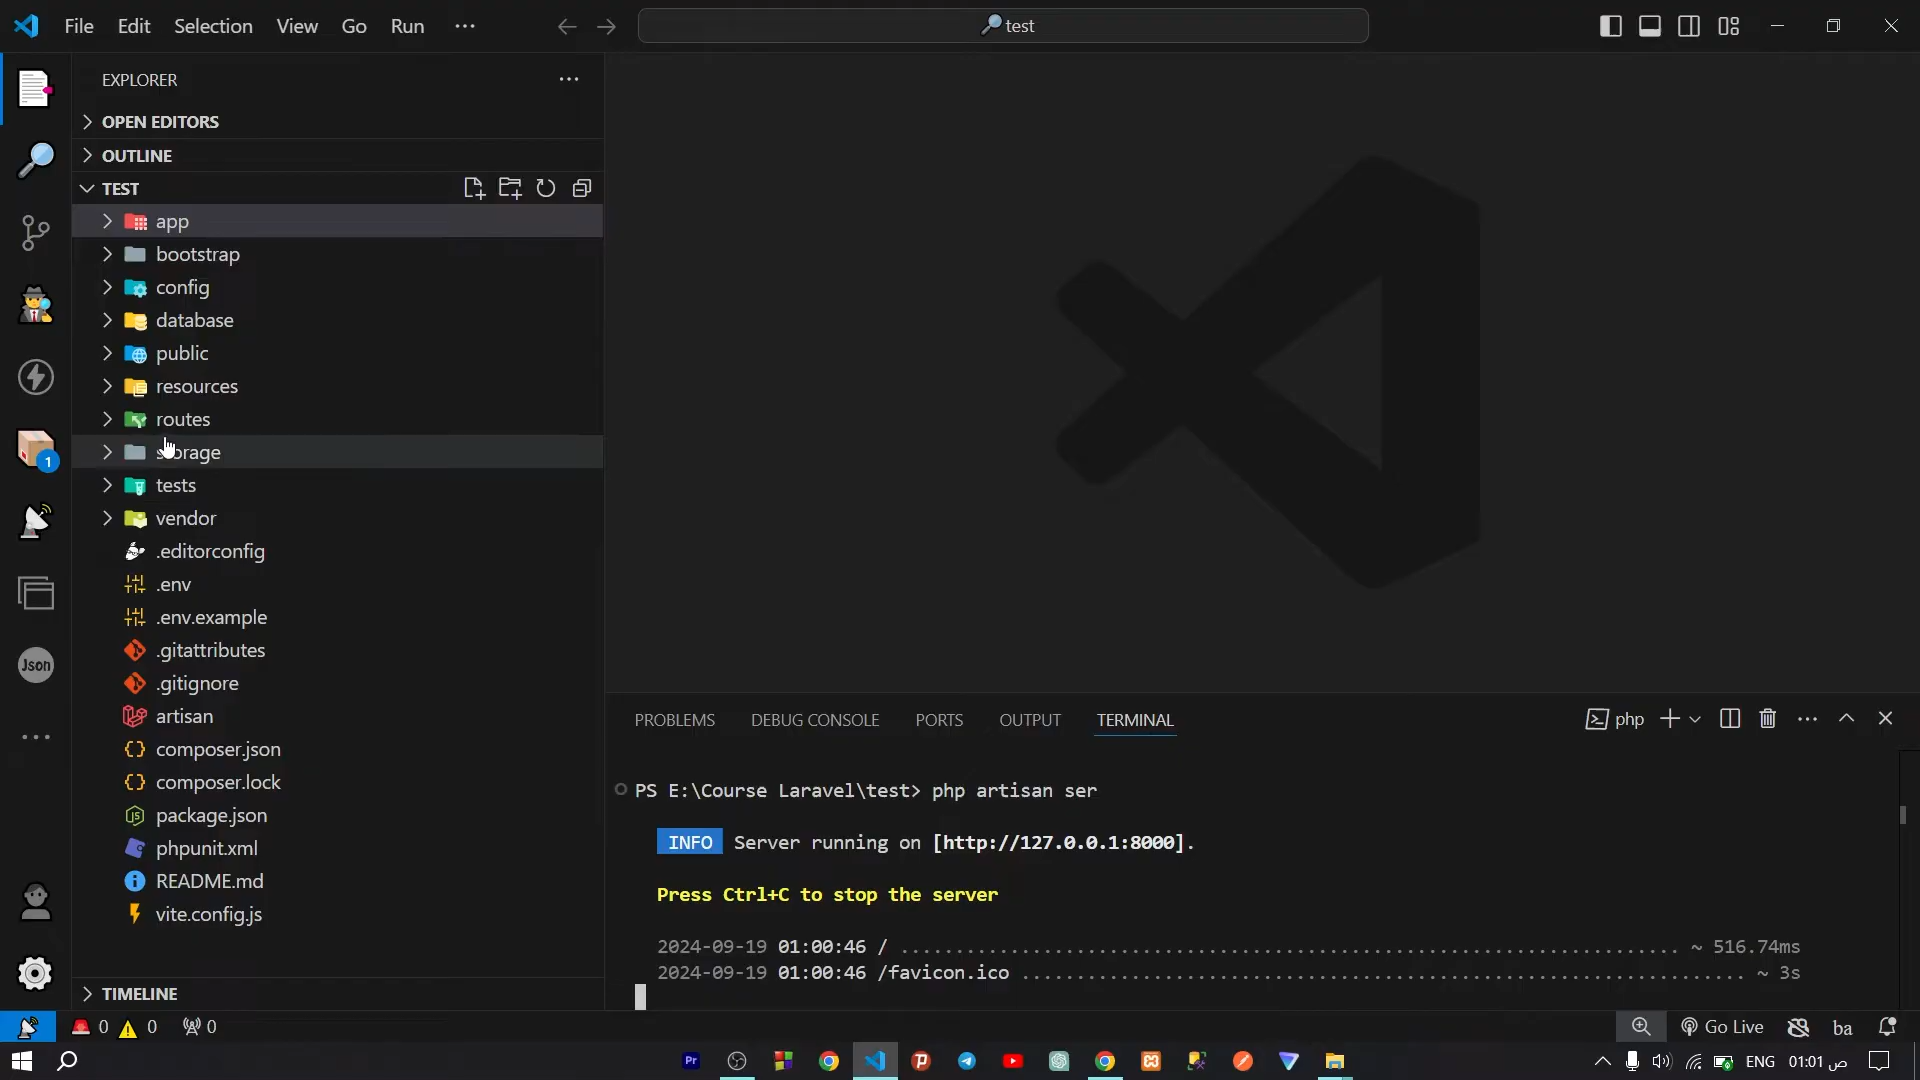 File Edit Selection View Go Run ···
test
EXPLORER
OPEN EDITORS
OUTLINE
TEST
app
bootstrap
config
database
public
resources
routes
storage
tests
vendor
.editorconfig
.env
.env.example
.gitattributes
.gitignore
artisan
composer.json
composer.lock
package.json
phpunit.xml
README.md
vite.config.js
TIMELINE
1
Json
PROBLEMS DEBUG CONSOLE PORTS OUTPUT TERMINAL
php
PS E:\Course Laravel\test> php artisan ser
INFO Server running on [http://127.0.0.1:8000].
Press Ctrl+C to stop the server
2024-09-19 01:00:46 / ....................................................................... ~ 516.74ms
2024-09-19 01:00:46 /favicon.ico .................................................................. ~ 3s
0 0 0
Go Live ba
Pr
ENG 01:01 ص